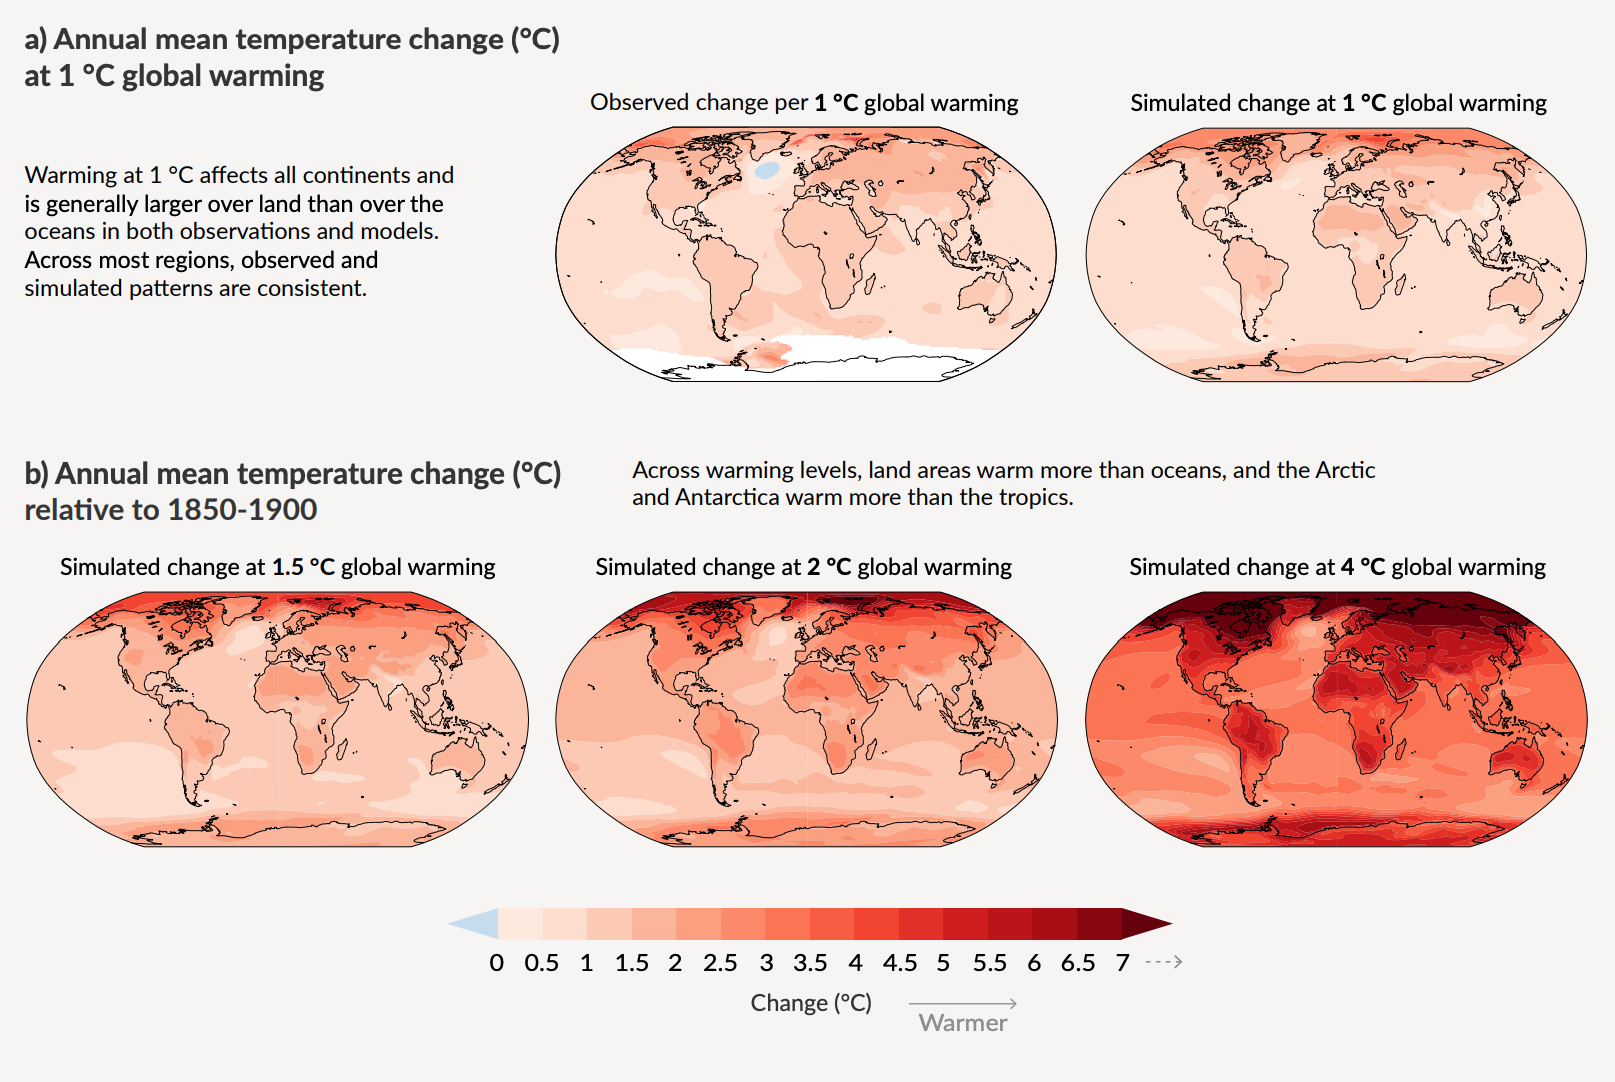 a) Annual mean temperature change (°C)
at 1 °C global warming
Observed change per 1 °C global warming
Simulated change at 1 °C global warming
Warming at 1 °C affects all continents and
is generally larger over land than over the
oceans in both observations and models.
Across most regions, observed and
simulated patterns are consistent.
b) Annual mean temperature change (°C)
relative to 1850-1900
Across warming levels, land areas warm more than oceans, and the Arctic
and Antarctica warm more than the tropics.
Simulated change at 1.5 °C global warming
Simulated change at 2 °C global warming
Simulated change at 4 °C global warming
0 0.5 1 1.5 2 2.5 3 3.5 4 4.5 5 5.5 6 6.5 7
Change (°C)
Warmer